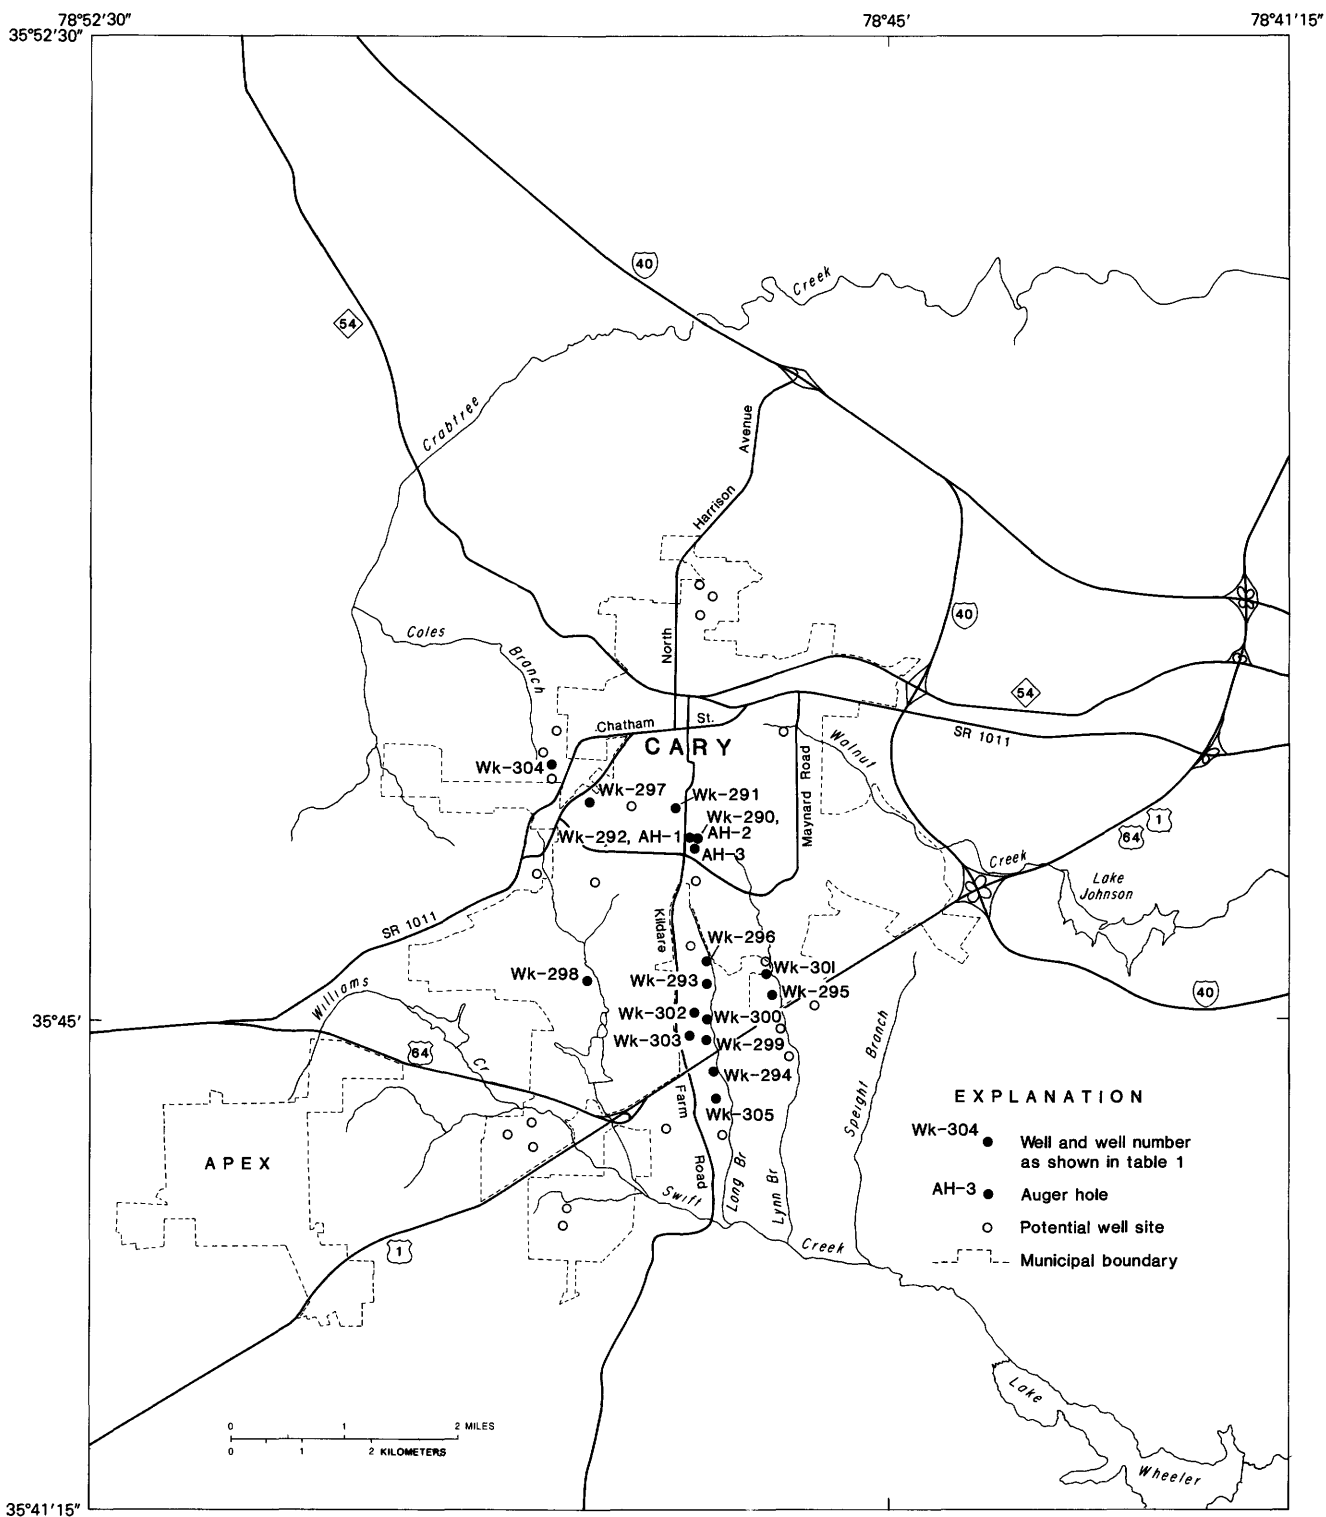 78°52'30"
78°45'
78°41'15"
35°52'30"
40
Creek
54
Crabtree
Avenue
Harrison
North
40
Coles
Branch
54
Chatham St.
SR 1011
CARY
Walnut
Maynard Road
Wk-304
Wk-297
Wk-291
1
64
Wk-290,
Wk-292, AH-1
AH-2
AH-3
Creek
Lake
Johnson
SR 1011
Kildare
Wk-296
Wk-301
Wk-298
Wk-293
Wk-295
Williams
40
35°45'
Wk-302
Wk-300
Wk-303
Wk-299
64
Cr
Wk-294
Farm
Wk-305
Speight Branch
APEX
Road
Long Br
Lynn Br
Swift
Creek
1
EXPLANATION
Wk-304
Well and well number
as shown in table 1
AH-3
Auger hole
Potential well site
Municipal boundary
Lake
Wheeler
0 1 2 MILES
0 1 2 KILOMETERS
35°41'15"